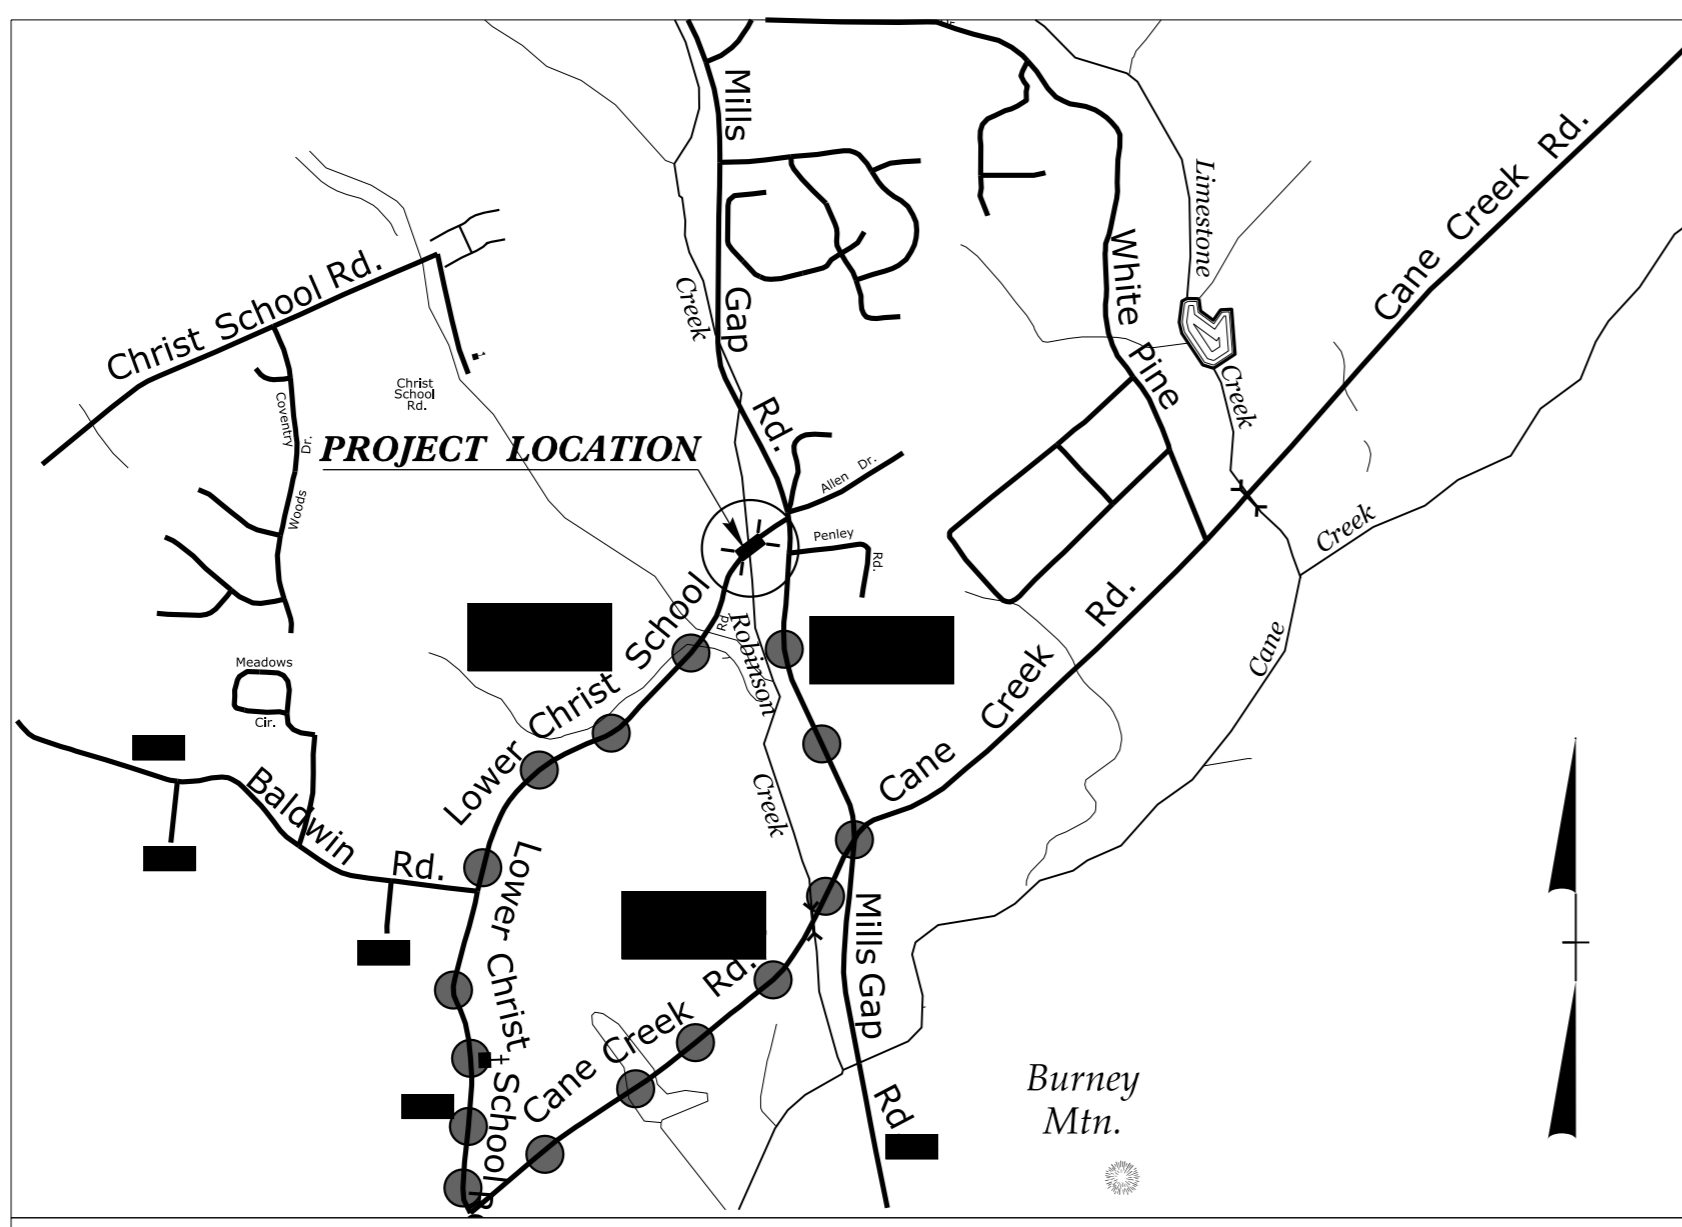 Mills
Gap
Rd.
Creek
White
Pine
Limestone
Creek
Cane Creek Rd.
Christ School Rd.
Christ
School
Rd.
Coventry
Woods
Dr.
PROJECT LOCATION
Allen Dr.
Penley
Rd.
Creek
Cane
Lower Christ School
Rd
Robinson
Creek
Cane Creek Rd.
Meadows
Cir.
Baldwin Rd.
Lower Christ School R
Cane Creek Rd.
Mills Gap
Rd
Burney
Mtn.